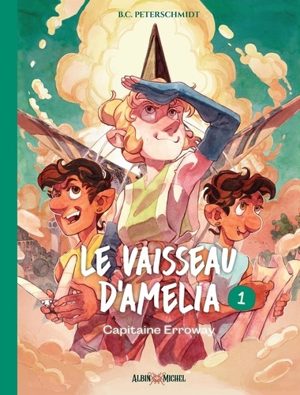 B.C. PETERSCHMIDT
LE VAISSEAU
D'AMELIA 1
Capitaine Erroway
ALBIN MICHEL